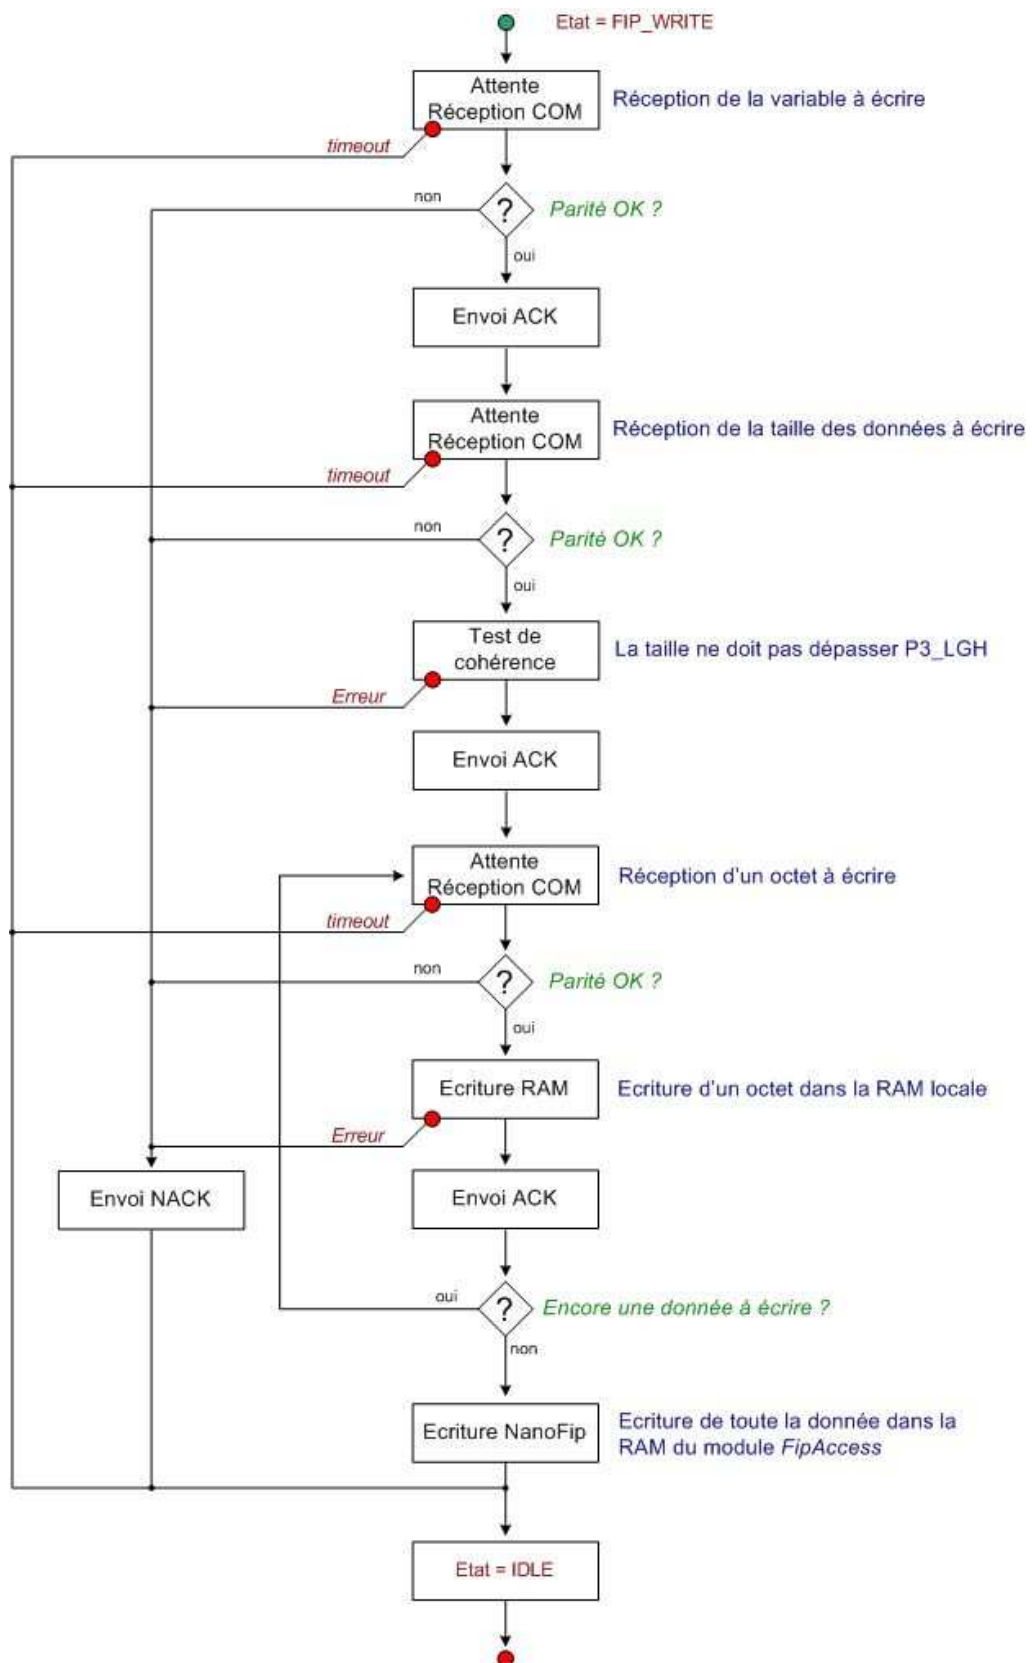 Etat = FIP_WRITE
Attente
Réception COM
Réception de la variable à écrire
timeout
non
?
Parité OK ?
oui
Envoi ACK
Attente
Réception COM
Réception de la taille des données à écrire
timeout
non
?
Parité OK ?
oui
Test de
cohérence
La taille ne doit pas dépasser P3_LGH
Erreur
Envoi ACK
Attente
Réception COM
Réception d'un octet à écrire
timeout
non
?
Parité OK ?
oui
Ecriture RAM
Ecriture d'un octet dans la RAM locale
Erreur
Envoi NACK
Envoi ACK
oui
?
Encore une donnée à écrire ?
non
Ecriture NanoFip
Ecriture de toute la donnée dans la
RAM du module FipAccess
Etat = IDLE